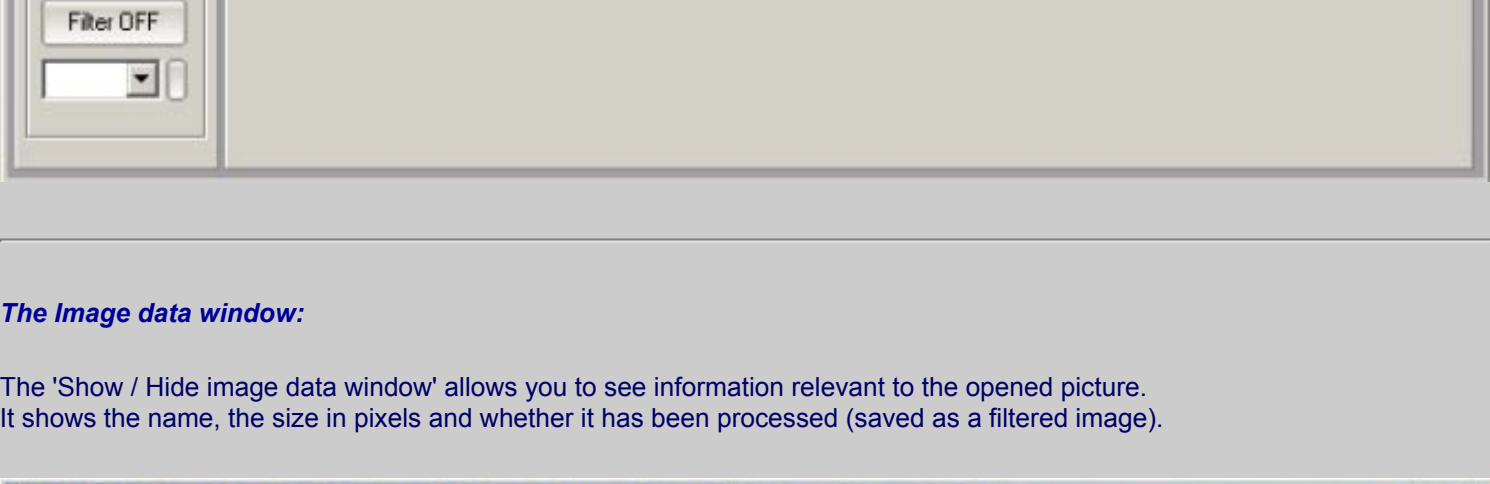 Filter OFF
The Image data window:
The 'Show / Hide image data window' allows you to see information relevant to the opened picture.
It shows the name, the size in pixels and whether it has been processed (saved as a filtered image).